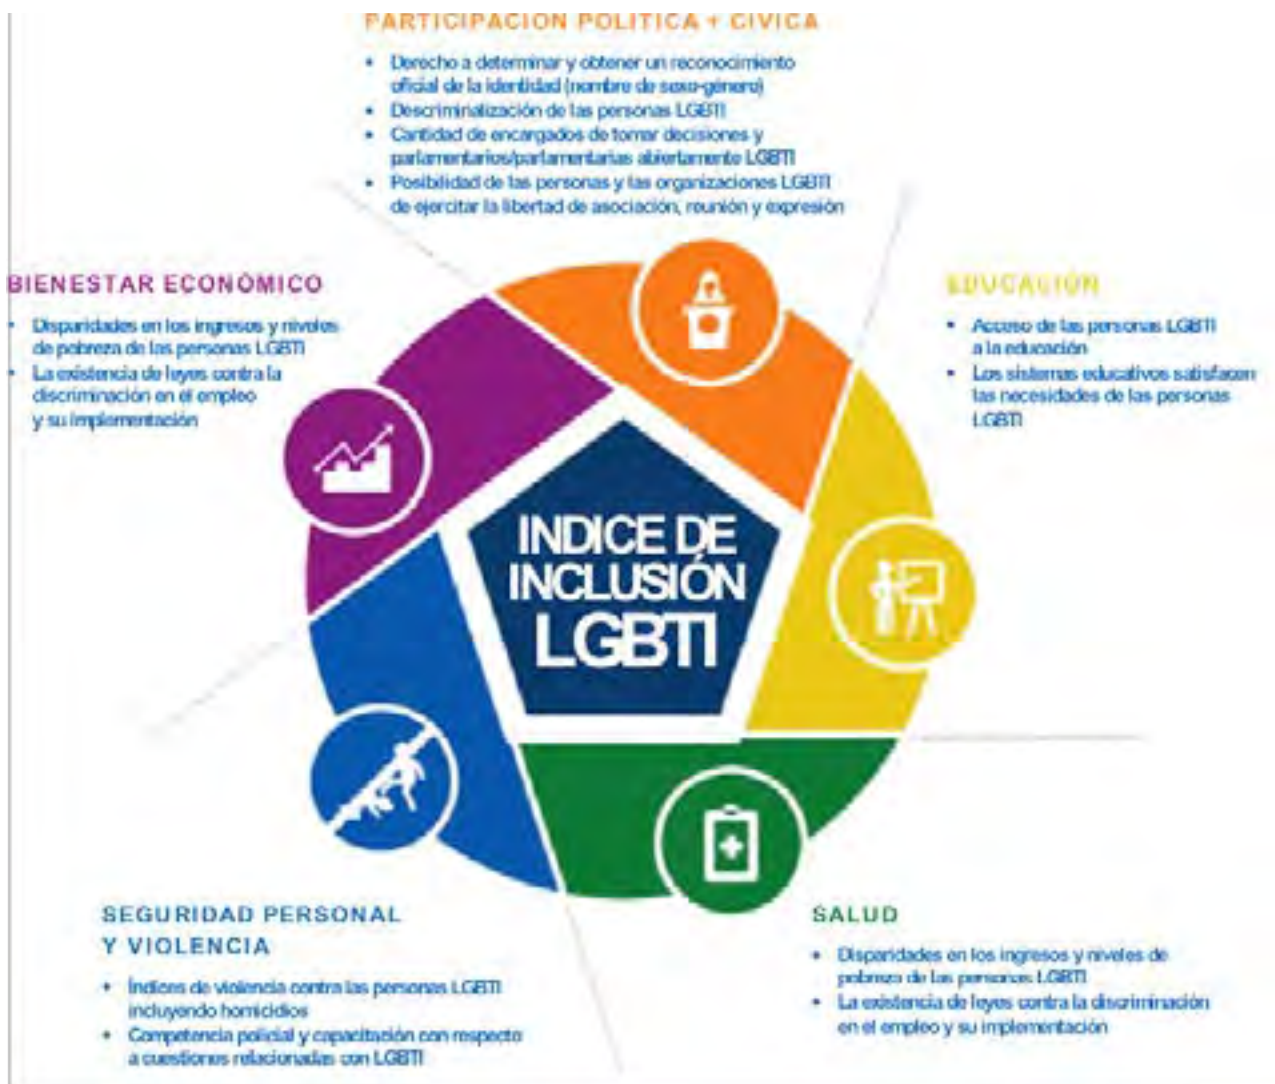 PARTICIPACIÓN POLÍTICA + CÍVICA
• Derecho a determinar y obtener un reconocimiento
oficial de la identidad (nombre de sexo-género)
• Descriminalización de las personas LGBTI
• Cantidad de encargados de tomar decisiones y
parlamentarios/parlamentarias abiertamente LGBTI
• Posibilidad de las personas y las organizaciones LGBTI
de ejercitar la libertad de asociación, reunión y expresión
BIENESTAR ECONÓMICO
• Disparidades en los ingresos y niveles
de pobreza de las personas LGBTI
• La existencia de leyes contra la
discriminación en el empleo
y su implementación
EDUCACIÓN
• Acceso de las personas LGBTI
a la educación
• Los sistemas educativos satisfacen
las necesidades de las personas
LGBTI
INDICE DE
INCLUSIÓN
LGBTI
SEGURIDAD PERSONAL
Y VIOLENCIA
• Índices de violencia contra las personas LGBTI
incluyendo homicidios
• Competencia policial y capacitación con respecto
a cuestiones relacionadas con LGBTI
SALUD
• Disparidades en los ingresos y niveles de
pobreza de las personas LGBTI
• La existencia de leyes contra la discriminación
en el empleo y su implementación